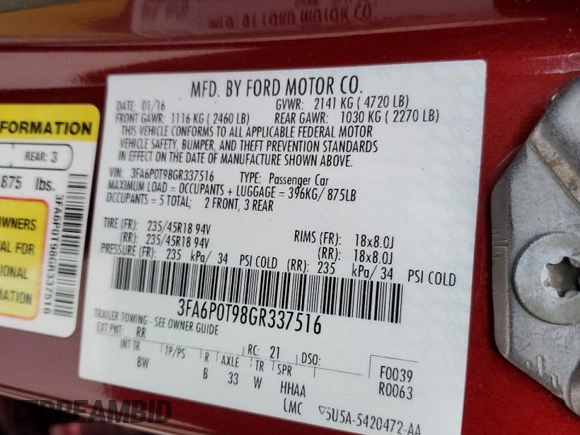 MFD. BY FORD MOTOR CO.
DATE: 01/16 GVWR: 2141 KG (4720 LB)
FRONT GAWR: 1116 KG (2460 LB) REAR GAWR: 1030 KG (2270 LB)
THIS VEHICLE CONFORMS TO ALL APPLICABLE FEDERAL MOTOR
VEHICLE SAFETY, BUMPER, AND THEFT PREVENTION STANDARDS
IN EFFECT ON THE DATE OF MANUFACTURE SHOWN ABOVE.
VIN: 3FA6P0T98GR337516 TYPE: Passenger Car
MAXIMUM LOAD = OCCUPANTS + LUGGAGE = 396KG/ 875LB
OCCUPANTS = 5 TOTAL: 2 FRONT, 3 REAR
TIRE (FR): 235/45R18 94V RIMS (FR): 18x8.0J
(RR): 235/45R18 94V (RR): 18x8.0J
PRESSURE (FR): 235 kPa/ 34 PSI COLD (RR): 235 kPa/ 34 PSI COLD
3FA6P0T98GR337516
TRAILER TOWING - SEE OWNER GUIDE
EXT PNT: RR RC: 21 DSO:
INT TR TP/PS R AXLE TR SPR
BW B 33 W HHAA
LMC
F0039
R0063
5U5A-5420472-AA
FORMATION
REAR: 3
875 lbs.
OWNERS
AL FOR
SIONAL
MATION
3FA6P0T98GR337516
DREAMBID